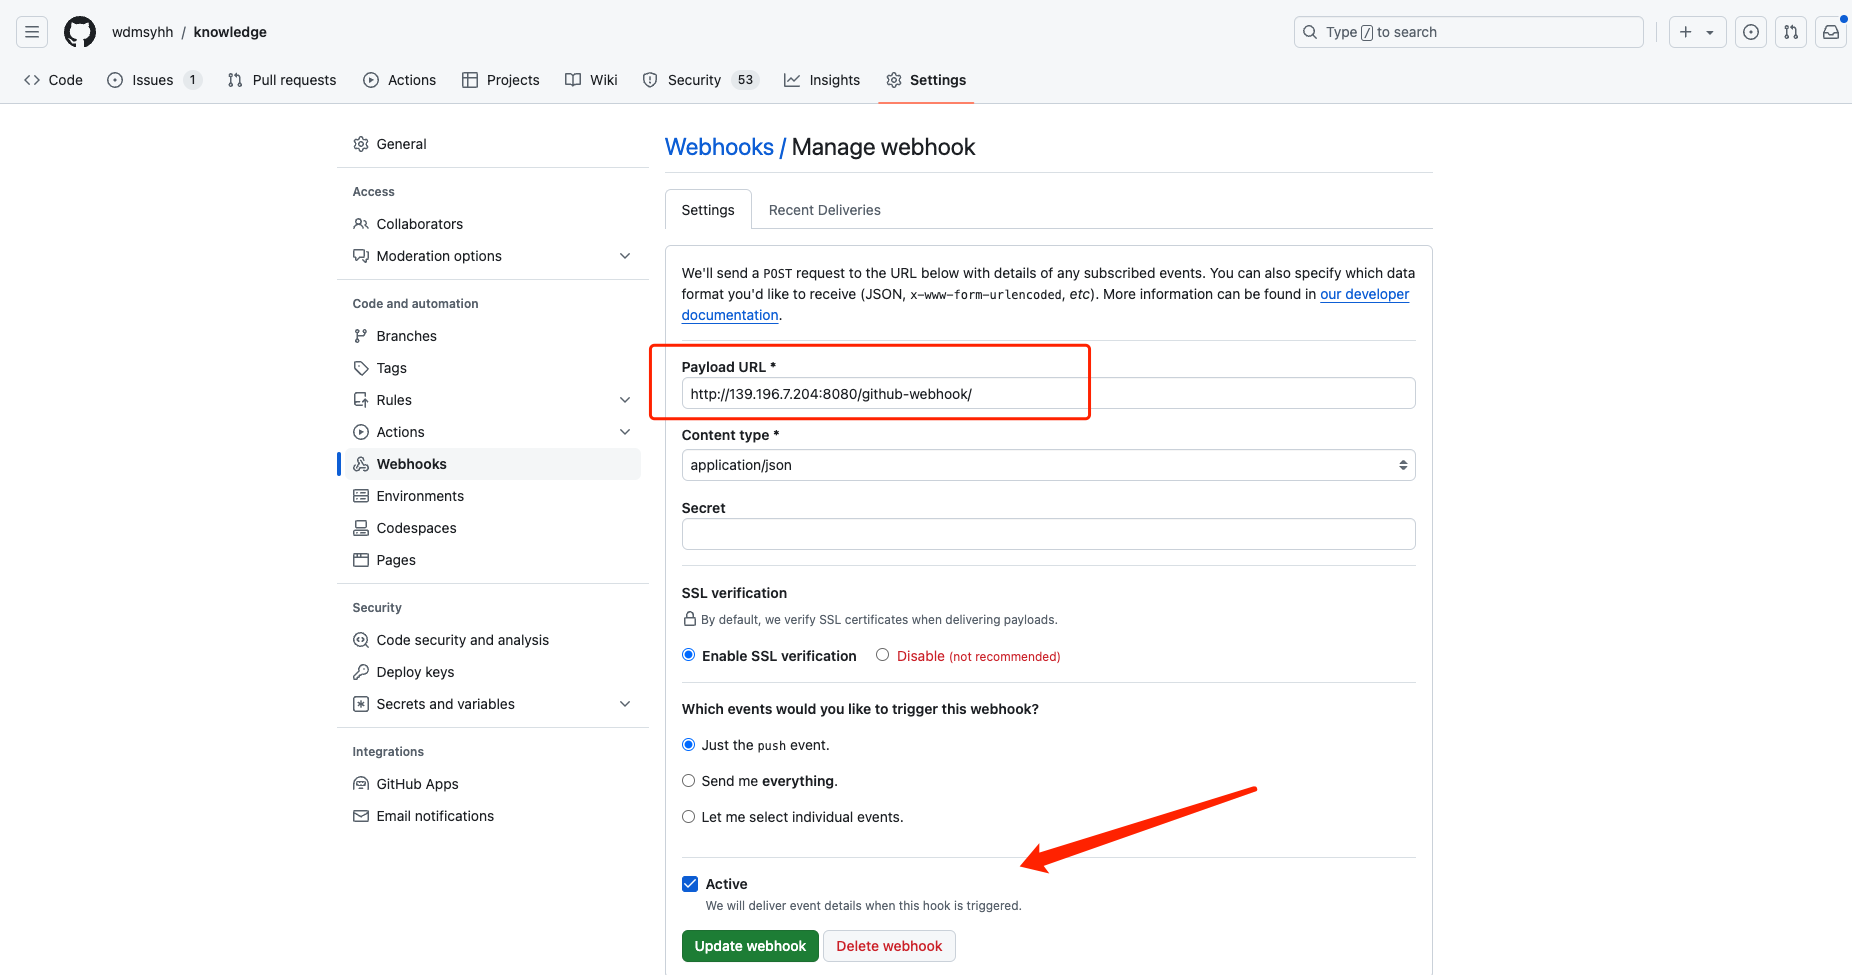 wdmsyhh / knowledge
Type / to search
Code
Issues 1
Pull requests
Actions
Projects
Wiki
Security 53
Insights
Settings
General
Access
Collaborators
Moderation options
Code and automation
Branches
Tags
Rules
Actions
Webhooks
Environments
Codespaces
Pages
Security
Code security and analysis
Deploy keys
Secrets and variables
Integrations
GitHub Apps
Email notifications
Webhooks / Manage webhook
Settings
Recent Deliveries
We'll send a POST request to the URL below with details of any subscribed events. You can also specify which data
format you'd like to receive (JSON, x-www-form-urlencoded, etc). More information can be found in our developer
documentation.
Payload URL *
http://139.196.7.204:8080/github-webhook/
Content type *
application/json
Secret
SSL verification
By default, we verify SSL certificates when delivering payloads.
Enable SSL verification
Disable (not recommended)
Which events would you like to trigger this webhook?
Just the push event.
Send me everything.
Let me select individual events.
Active
We will deliver event details when this hook is triggered.
Update webhook
Delete webhook